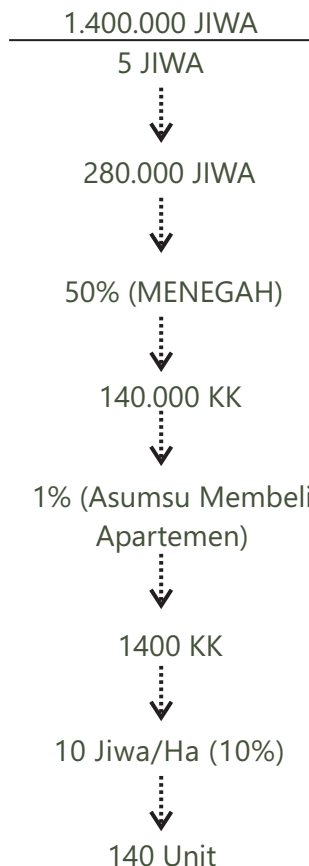 1.400.000 JIWA
5 JIWA
280.000 JIWA
50% (MENEGAH)
140.000 KK
1% (Asumsu Membeli
Apartemen)
1400 KK
10 Jiwa/Ha (10%)
140 Unit